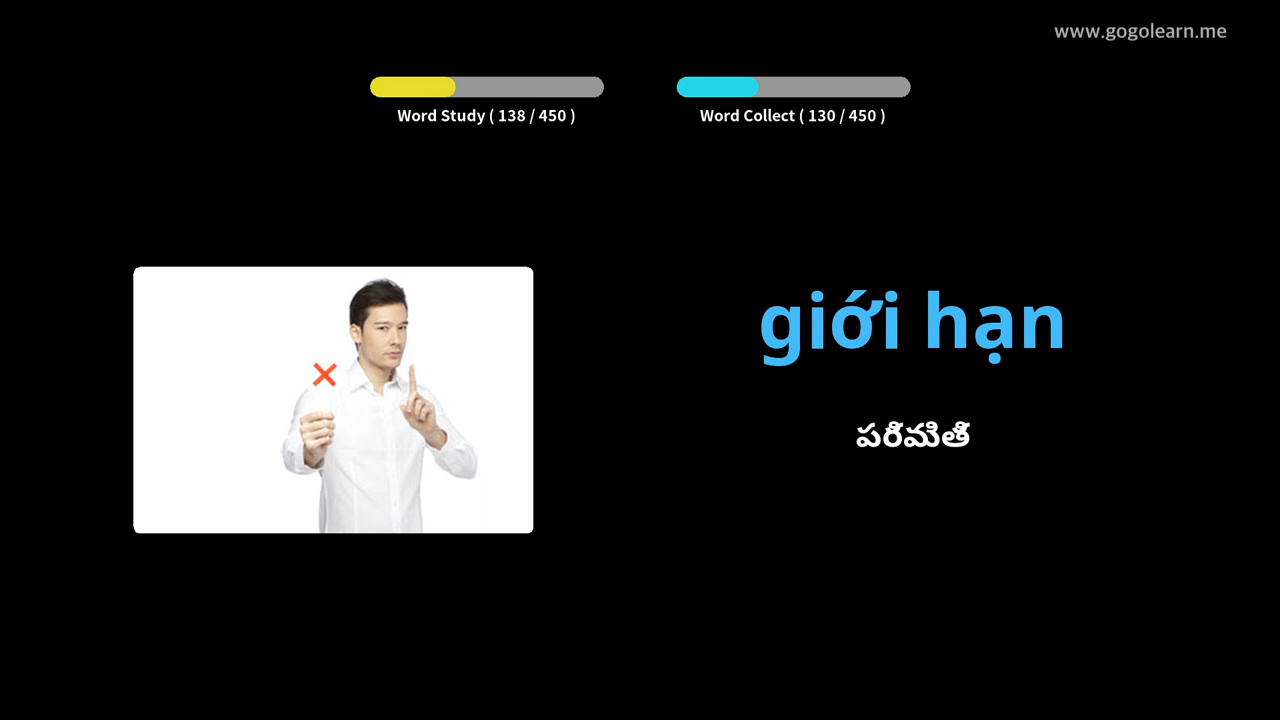 www.gogolearn.me
Word Study ( 138 / 450 )
Word Collect ( 130 / 450 )
giới hạn
పరిమితి